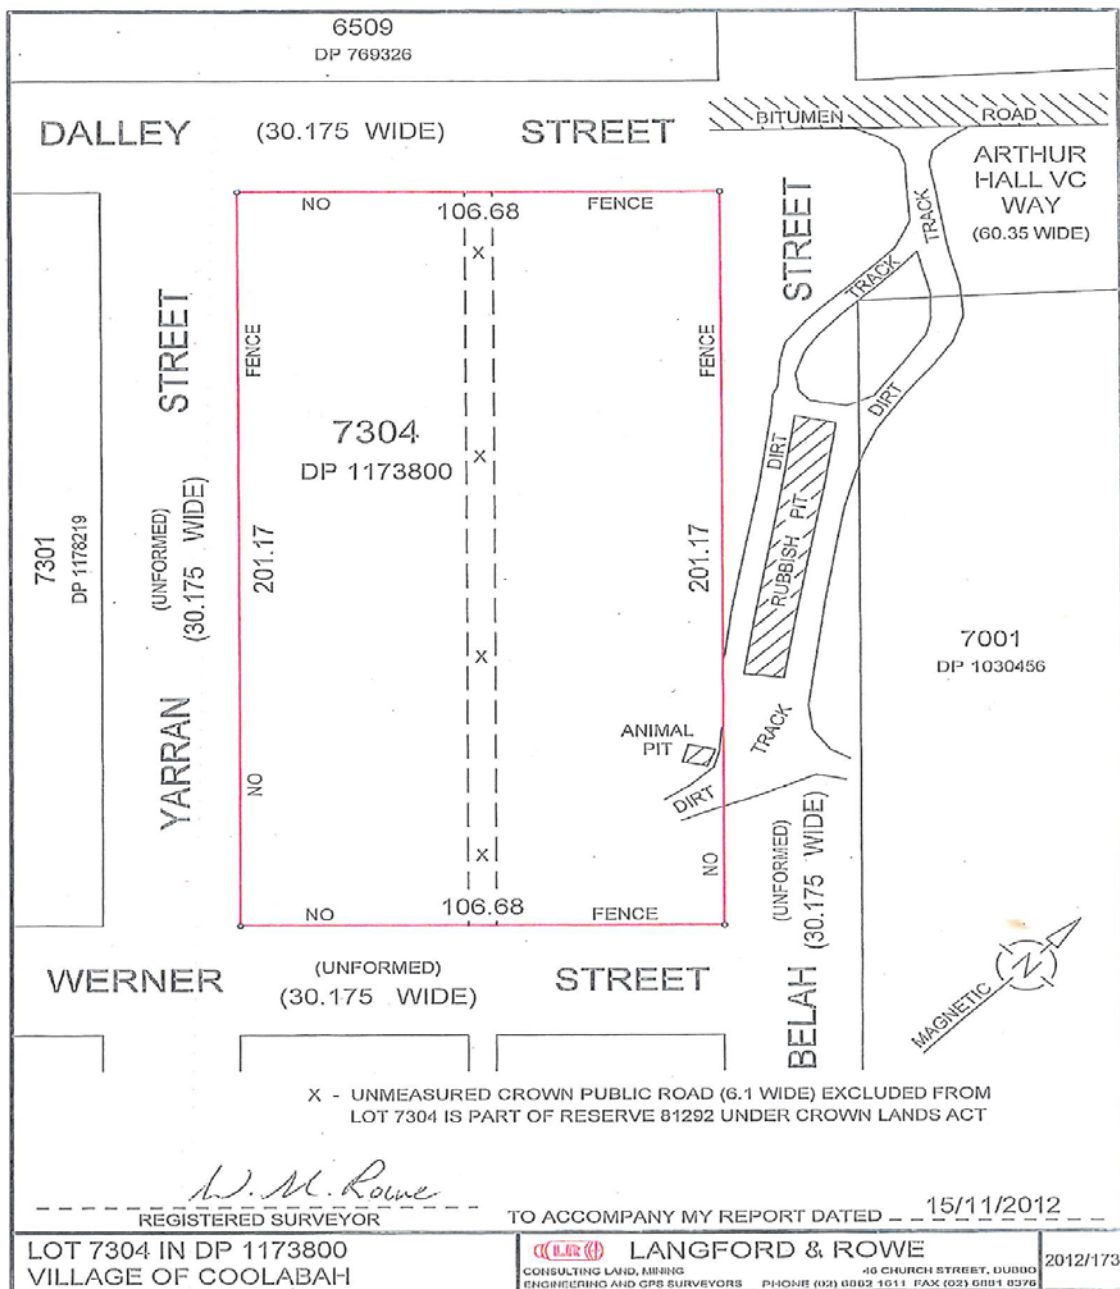 6509
DP 769326
DALLEY (30.175 WIDE) STREET
BITUMEN ROAD
ARTHUR
HALL VC
WAY
(60.35 WIDE)
NO 106.68 FENCE
TRACK
TRACK
STREET
STREET
FENCE
FENCE
X
7304
DP 1173800
X
DIRT
DIRT
RUBBISH PIT
7301
DP 1178219
(UNFORMED)
(30.175 WIDE)
201.17
201.17
7001
DP 1030456
X
YARRAN
ANIMAL
PIT
TRACK
DIRT
NO
NO
X
(UNFORMED)
(30.175 WIDE)
NO 106.68 FENCE
WERNER (UNFORMED) STREET
(30.175 WIDE)
BELAH
N
MAGNETIC
X - UNMEASURED CROWN PUBLIC ROAD (6.1 WIDE) EXCLUDED FROM
LOT 7304 IS PART OF RESERVE 81292 UNDER CROWN LANDS ACT
W. M. Rowe
REGISTERED SURVEYOR
TO ACCOMPANY MY REPORT DATED 15/11/2012
LOT 7304 IN DP 1173800
VILLAGE OF COOLABAH
L&R LANGFORD & ROWE
CONSULTING LAND, MINING
ENGINEERING AND GPS SURVEYORS
46 CHURCH STREET, DUBBO
PHONE (02) 6882 1611 FAX (02) 6881 8376
2012/173